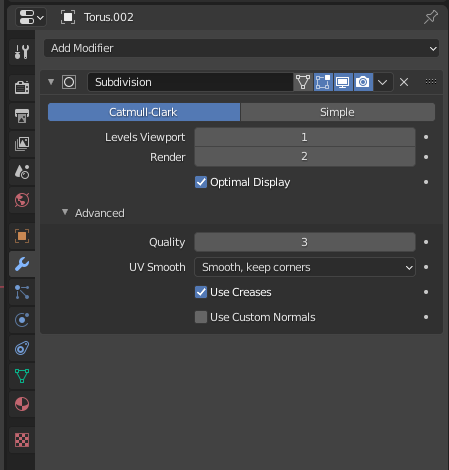 Torus.002
Add Modifier
Subdivision
Catmull-Clark Simple
Levels Viewport 1
Render 2
Optimal Display
Advanced
Quality 3
UV Smooth Smooth, keep corners
Use Creases
Use Custom Normals